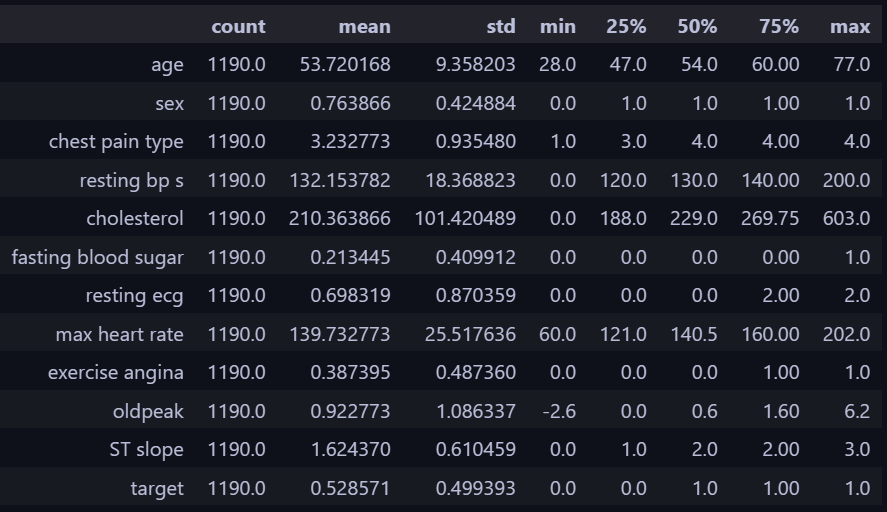 count mean std min 25% 50% 75% max
age 1190.0 53.720168 9.358203 28.0 47.0 54.0 60.00 77.0
sex 1190.0 0.763866 0.424884 0.0 1.0 1.0 1.00 1.0
chest pain type 1190.0 3.232773 0.935480 1.0 3.0 4.0 4.00 4.0
resting bp s 1190.0 132.153782 18.368823 0.0 120.0 130.0 140.00 200.0
cholesterol 1190.0 210.363866 101.420489 0.0 188.0 229.0 269.75 603.0
fasting blood sugar 1190.0 0.213445 0.409912 0.0 0.0 0.0 0.00 1.0
resting ecg 1190.0 0.698319 0.870359 0.0 0.0 0.0 2.00 2.0
max heart rate 1190.0 139.732773 25.517636 60.0 121.0 140.5 160.00 202.0
exercise angina 1190.0 0.387395 0.487360 0.0 0.0 0.0 1.00 1.0
oldpeak 1190.0 0.922773 1.086337 -2.6 0.0 0.6 1.60 6.2
ST slope 1190.0 1.624370 0.610459 0.0 1.0 2.0 2.00 3.0
target 1190.0 0.528571 0.499393 0.0 0.0 1.0 1.00 1.0